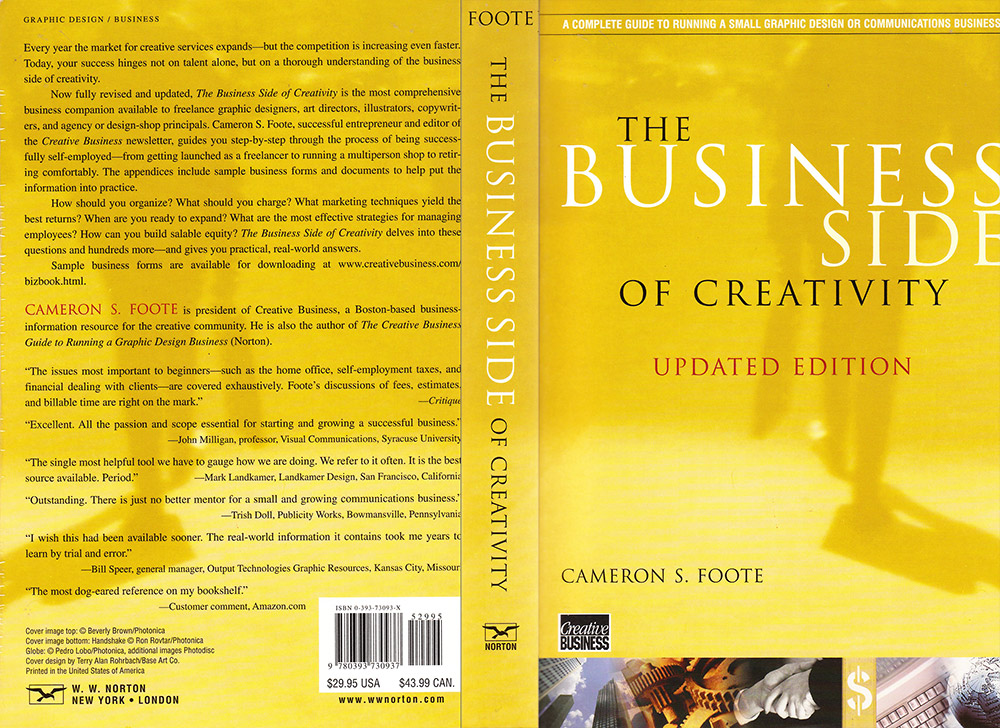 GRAPHIC DESIGN / BUSINESS
Every year the market for creative services expands—but the competition is increasing even faster.
Today, your success hinges not on talent alone, but on a thorough understanding of the business
side of creativity.
Now fully revised and updated, The Business Side of Creativity is the most comprehensive
business companion available to freelance graphic designers, art directors, illustrators, copywrit-
ers, and agency or design-shop principals. Cameron S. Foote, successful entrepreneur and editor of
the Creative Business newsletter, guides you step-by-step through the process of being success-
fully self-employed—from getting launched as a freelancer to running a multiperson shop to retir-
ing comfortably. The appendices include sample business forms and documents to help put the
information into practice.
How should you organize? What should you charge? What marketing techniques yield the
best returns? When are you ready to expand? What are the most effective strategies for managing
employees? How can you build salable equity? The Business Side of Creativity delves into these
questions and hundreds more—and gives you practical, real-world answers.
Sample business forms are available for downloading at www.creativebusiness.com/
bizbook.html.
CAMERON S. FOOTE is president of Creative Business, a Boston-based business-
information resource for the creative community. He is also the author of The Creative Business
Guide to Running a Graphic Design Business (Norton).
“The issues most important to beginners—such as the home office, self-employment taxes, and
financial dealing with clients—are covered exhaustively. Foote’s discussions of fees, estimates,
and billable time are right on the mark.” —Critique
“Excellent. All the passion and scope essential for starting and growing a successful business.”
—John Milligan, professor, Visual Communications, Syracuse University
“The single most helpful tool we have to gauge how we are doing. We refer to it often. It is the best
source available. Period.” —Mark Landkamer, Landkamer Design, San Francisco, California
“Outstanding. There is just no better mentor for a small and growing communications business.”
—Trish Doll, Publicity Works, Bowmansville, Pennsylvania
“I wish this had been available sooner. The real-world information it contains took me years to
learn by trial and error.”
—Bill Speer, general manager, Output Technologies Graphic Resources, Kansas City, Missour
“The most dog-eared reference on my bookshelf.”
—Customer comment, Amazon.com
Cover image top: © Beverly Brown/Photonica
Cover image bottom: Handshake © Ron Rovtar/Photonica
Globe: © Pedro Lobo/Photonica, additional images Photodisc
Cover design by Terry Alan Rohrbach/Base Art Co.
Printed in the United States of America
W. W. NORTON
NEW YORK • LONDON
ISBN 0-393-73093-X
52995
9 780393 730937
$29.95 USA $43.99 CAN.
www.wwnorton.com
FOOTE
THE BUSINESS SIDE OF CREATIVITY
NORTON
A COMPLETE GUIDE TO RUNNING A SMALL GRAPHIC DESIGN OR COMMUNICATIONS BUSINESS
THE
BUSINESS
SIDE
OF CREATIVITY
UPDATED EDITION
CAMERON S. FOOTE
Creative
BUSINESS
$